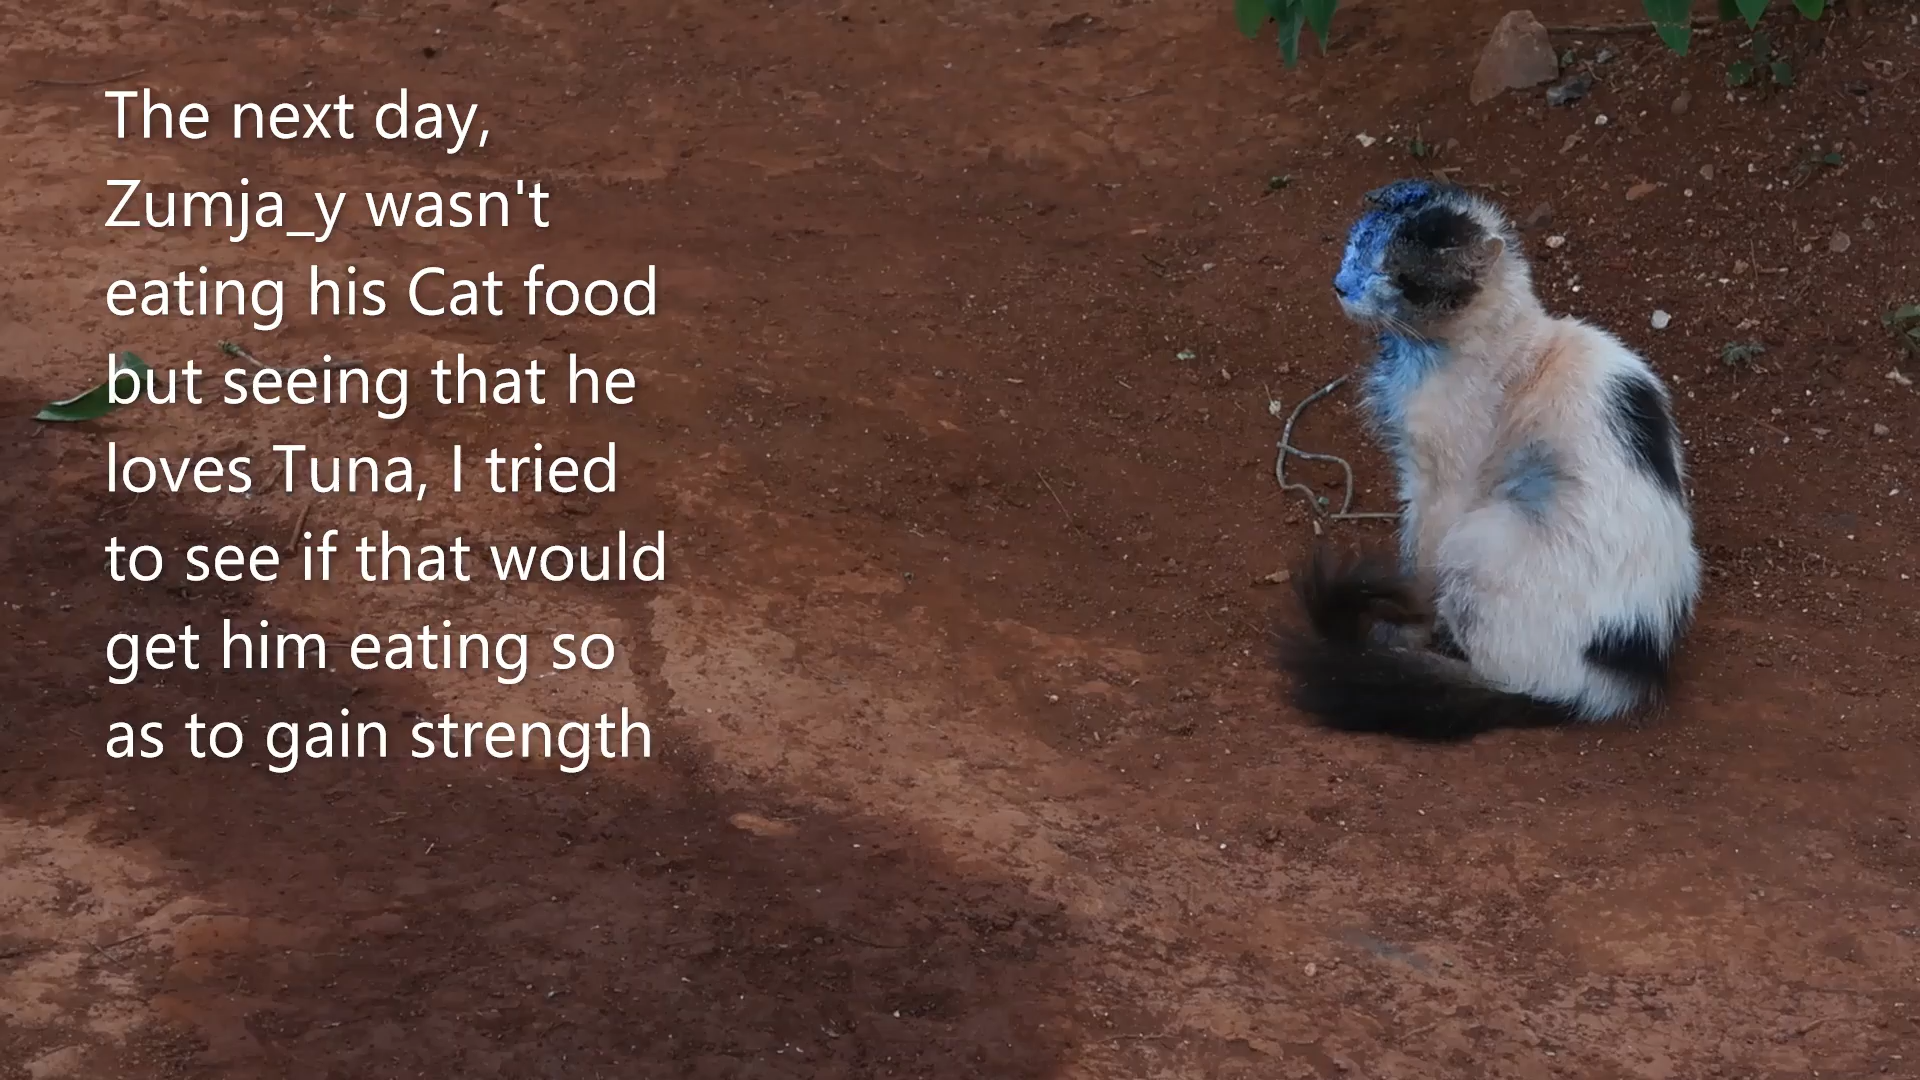 The next day,
Zumja_y wasn't
eating his Cat food
but seeing that he
loves Tuna, I tried
to see if that would
get him eating so
as to gain strength